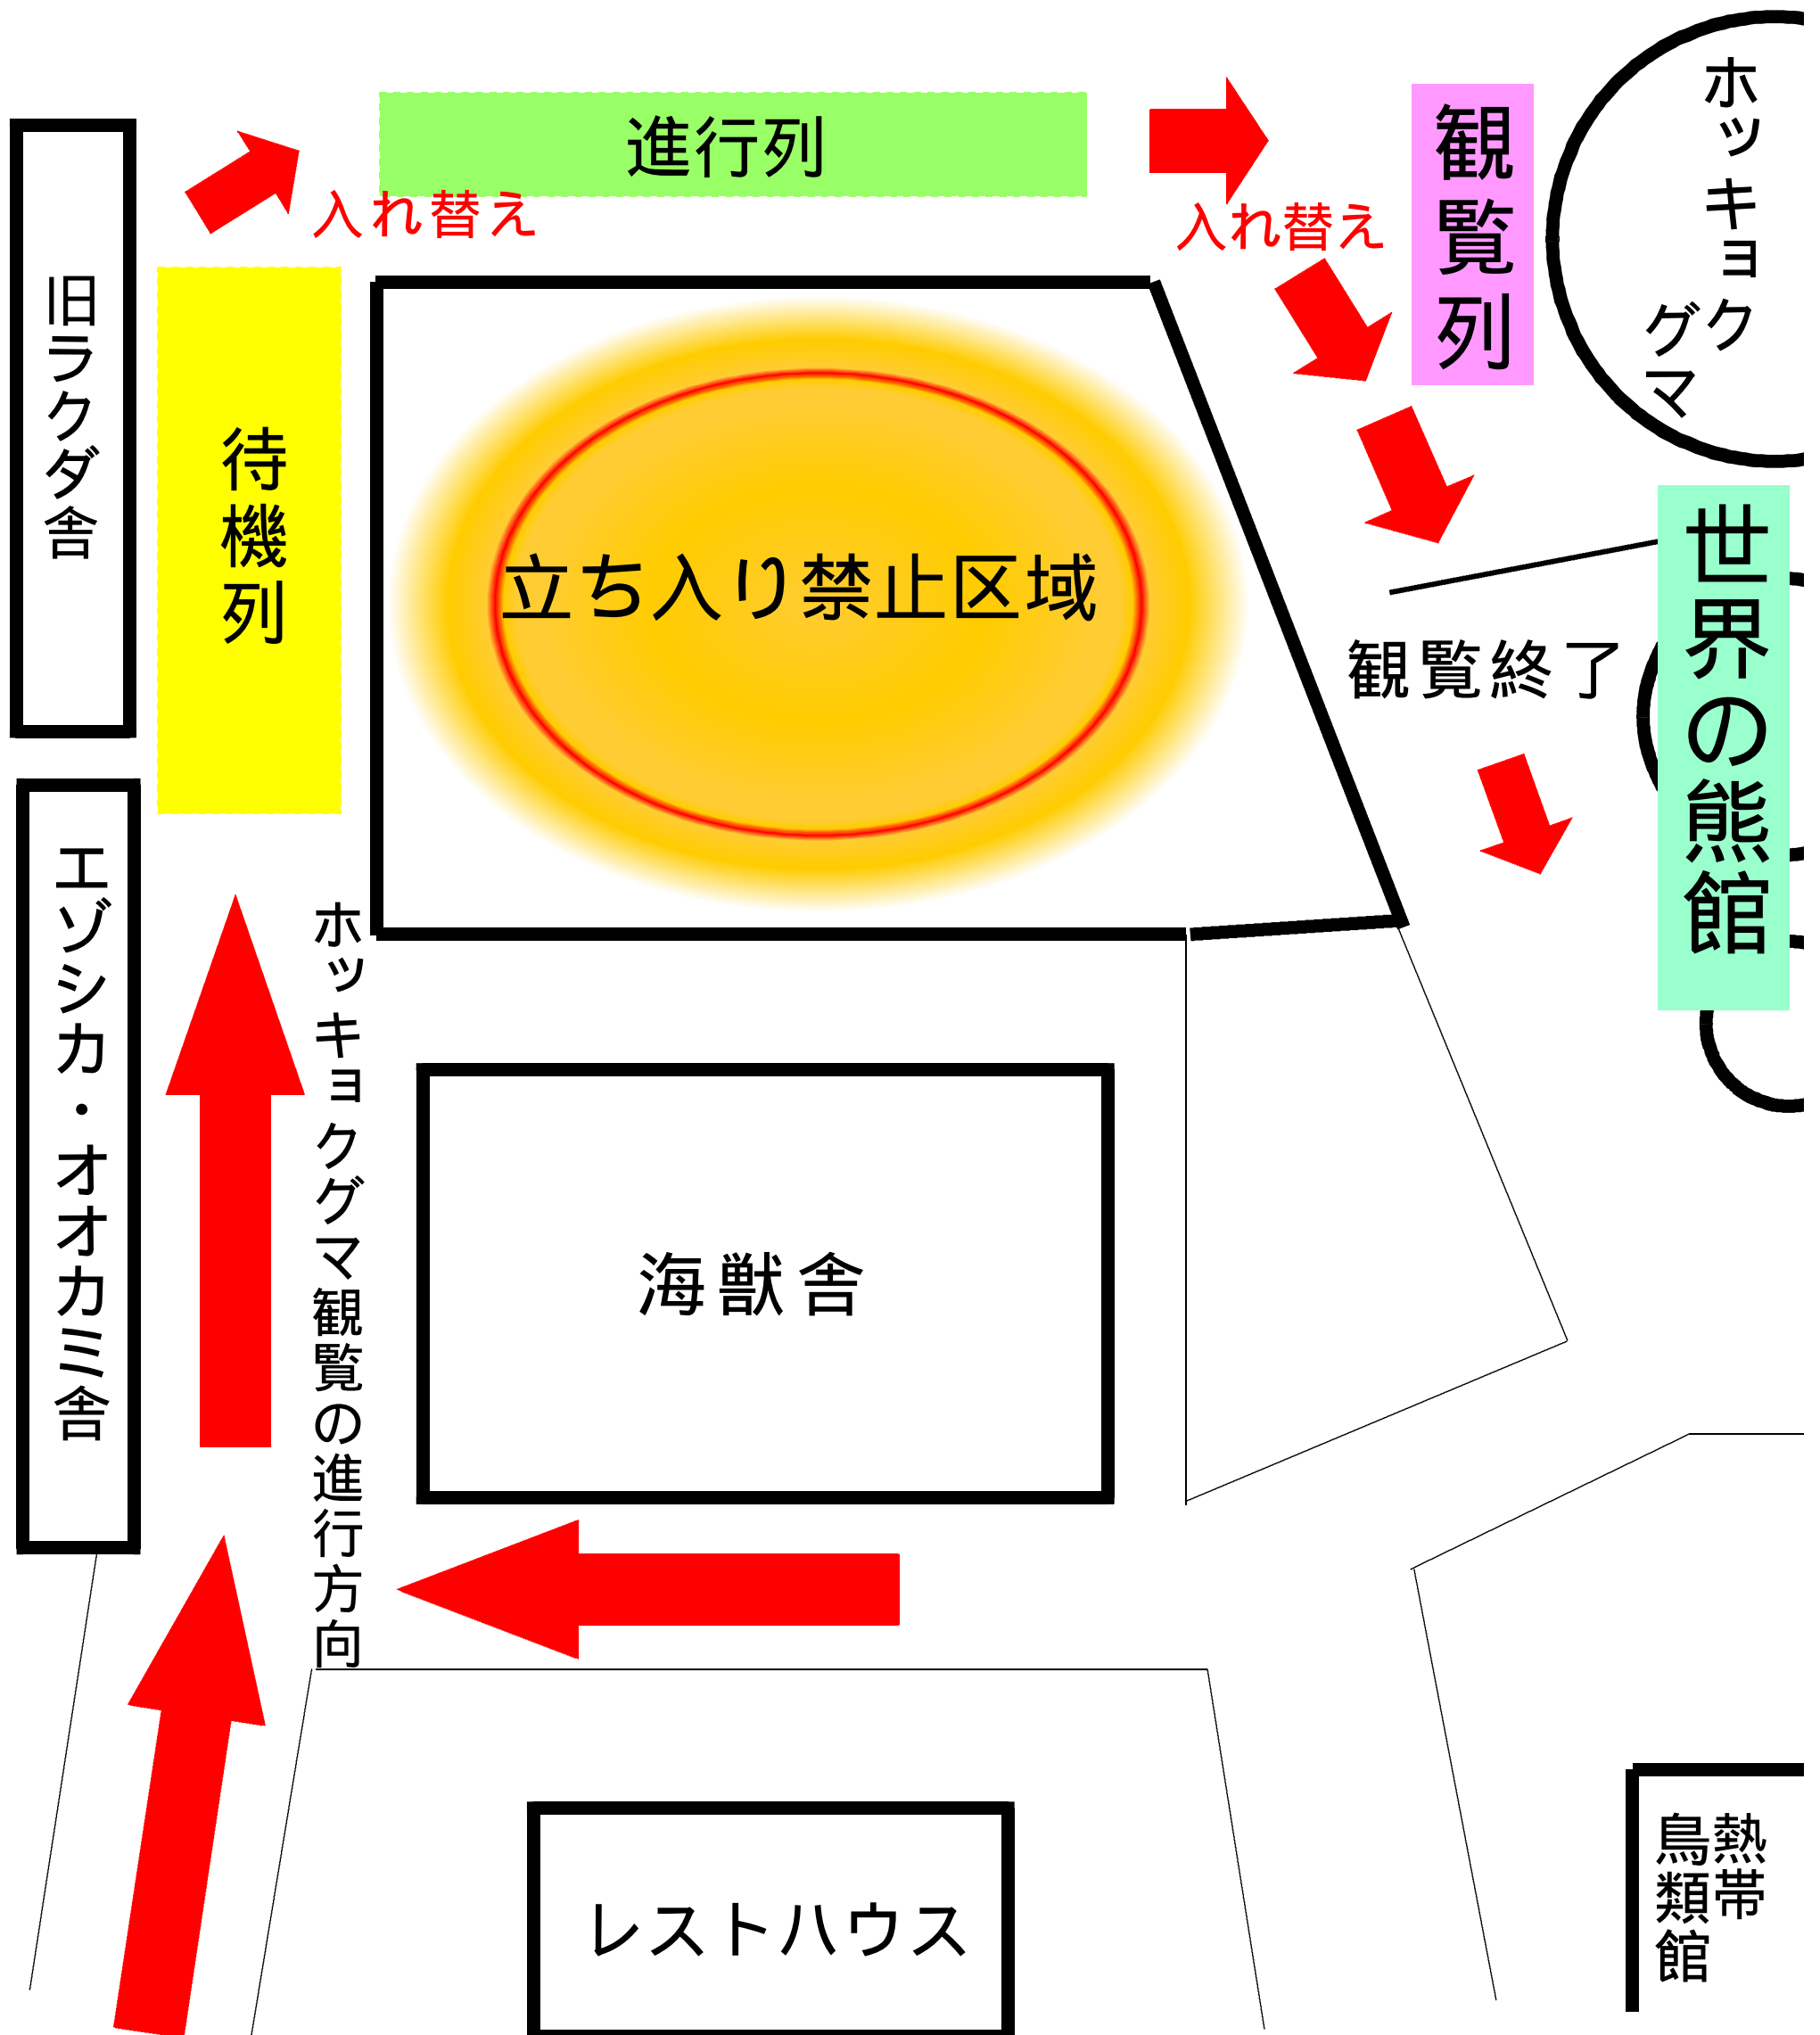 進行列
入れ替え
入れ替え
観覧列
ホッキョク
グマ
旧ラクダ舎
待機列
立ち入り禁止区域
世界の熊館
観覧終了
エゾシカ・オオカミ舎
ホッキョクグマ観覧の進行方向
海獣舎
レストハウス
熱帯
鳥類館